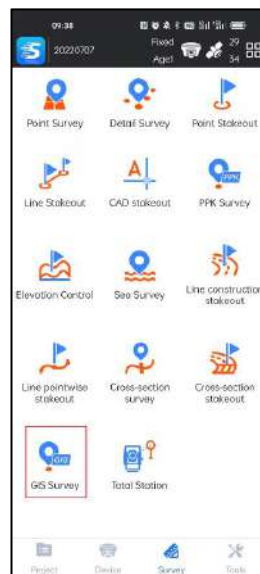 09:38
20220707
Fixed
Age1
29
34
Point Survey
Detail Survey
Point Stakeout
Line Stakeout
CAD stakeout
PPK Survey
Elevation Control
Sea Survey
Line construction
stakeout
Line pointwise
stakeout
Cross-section
survey
Cross-section
stakeout
GIS Survey
Total Station
Project
Device
Survey
Tools